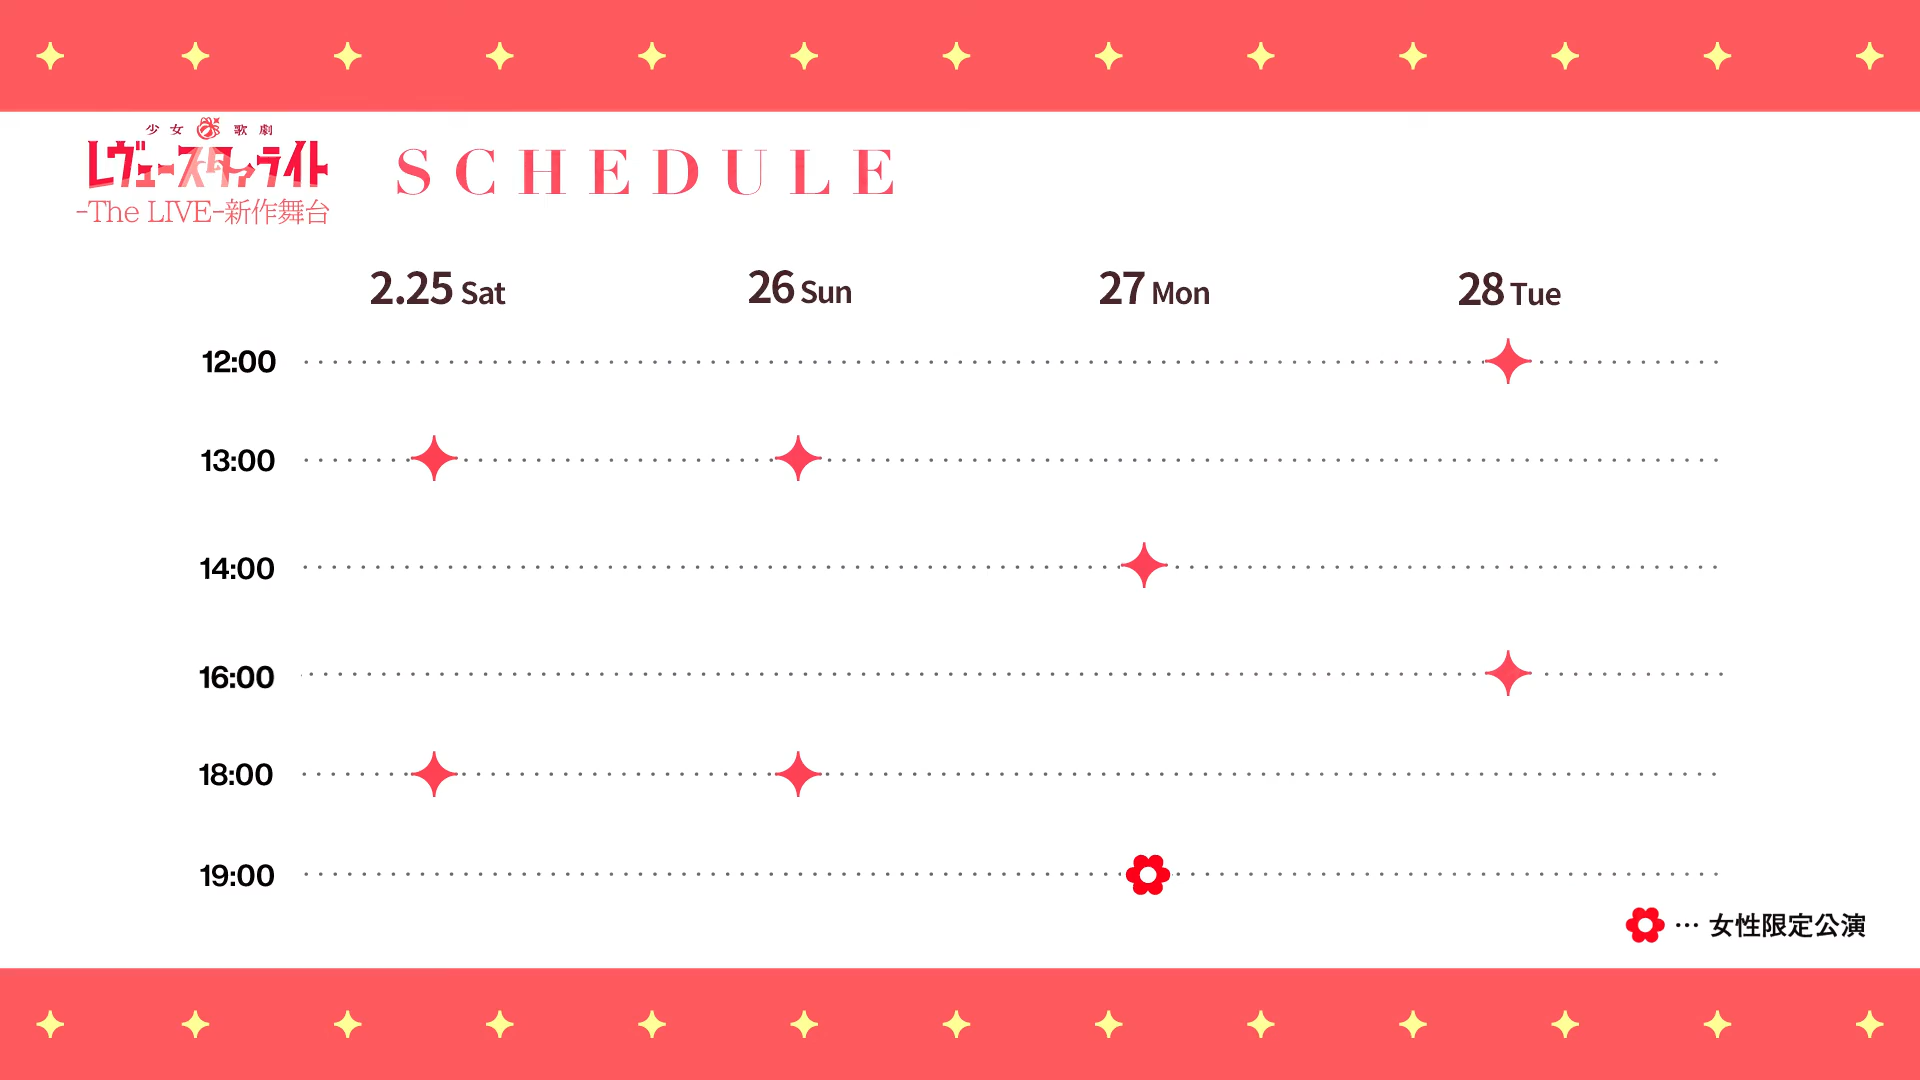 少女歌劇
レヴュースタァライト
-The LIVE-新作舞台
SCHEDULE
2.25 Sat 26 Sun 27 Mon 28 Tue
12:00
13:00
14:00
16:00
18:00
19:00
… 女性限定公演